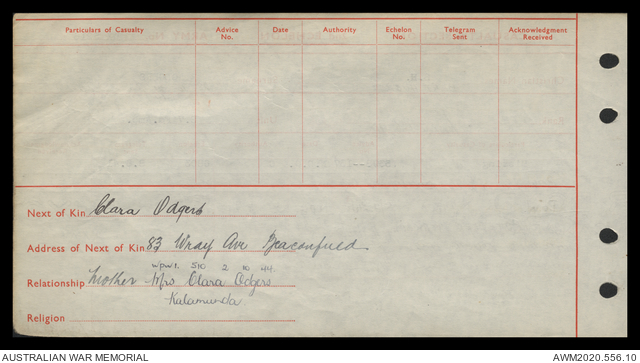 Particulars of Casualty Advice No. Date Authority Echelon No. Telegram Sent Acknowledgment Received
Next of Kin Clara Odgers
Address of Next of Kin 83 Wray Ave Beaconsfield
wpwt. 510 2 10 44.
Relationship Mother Mrs Clara Odgers
Kalamunda
Religion
AUSTRALIAN WAR MEMORIAL AWM2020.556.10